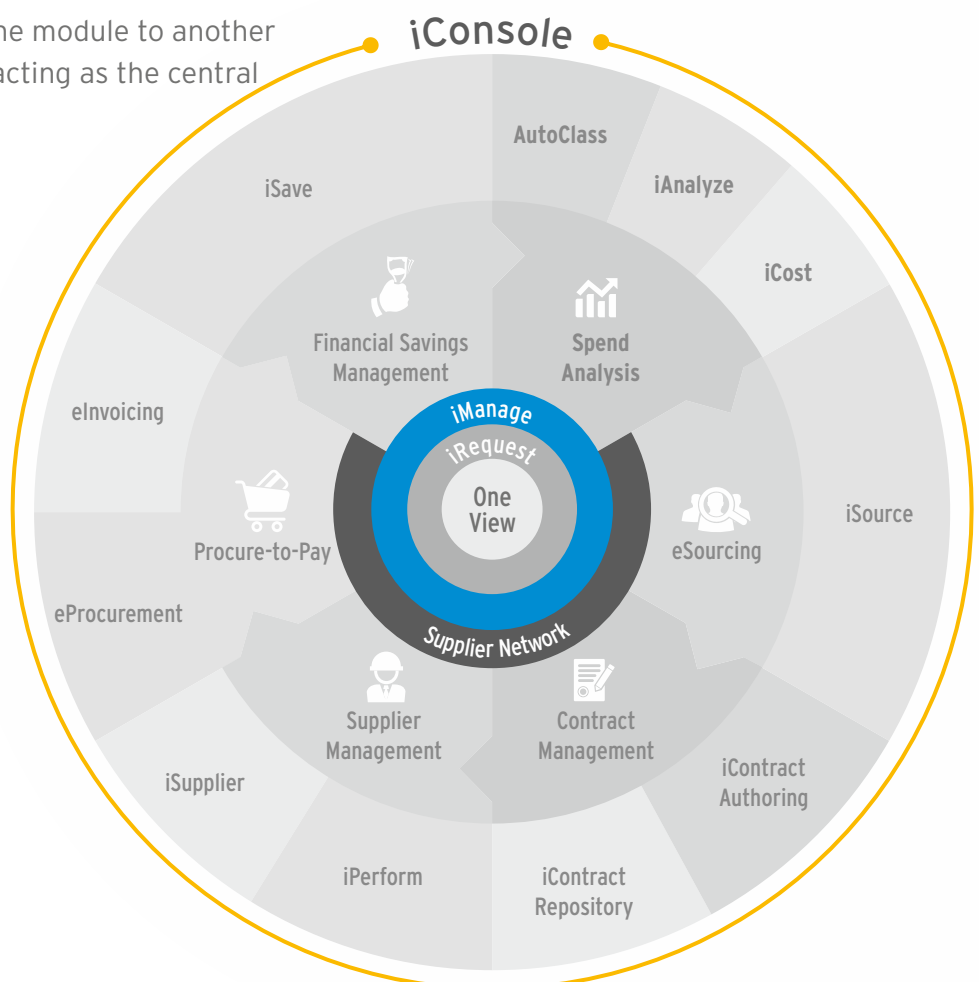 ne module to another
acting as the central
iConsole
AutoClass
iAnalyze
iCost
iSave
Financial Savings
Management
Spend
Analysis
eInvoicing
iManage
iRequest
One
View
Procure-to-Pay
eSourcing
iSource
eProcurement
Supplier Network
Supplier
Management
Contract
Management
iSupplier
iContract
Authoring
iPerform
iContract
Repository